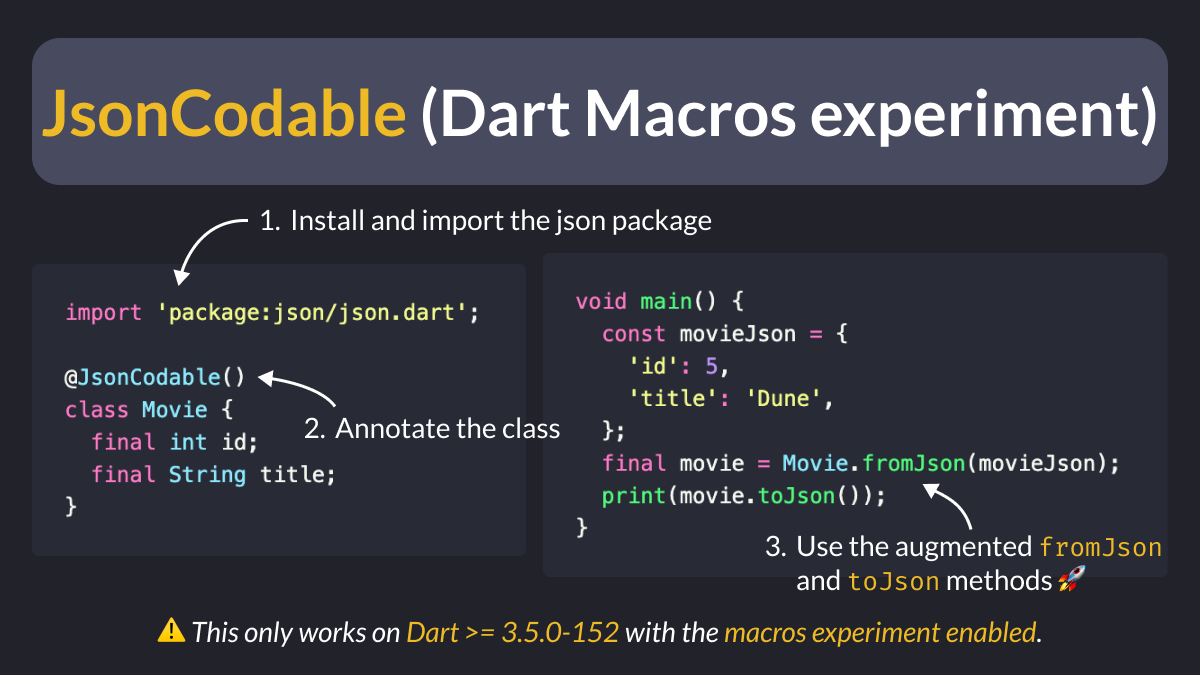 JsonCodable (Dart Macros experiment)
1. Install and import the json package
import 'package:json/json.dart';
@JsonCodable()
class Movie {
  final int id;
  final String title;
}
2. Annotate the class
void main() {
  const movieJson = {
    'id': 5,
    'title': 'Dune',
  };
  final movie = Movie.fromJson(movieJson);
  print(movie.toJson());
}
3. Use the augmented fromJson
and toJson methods 🚀
⚠️ This only works on Dart >= 3.5.0-152 with the macros experiment enabled.